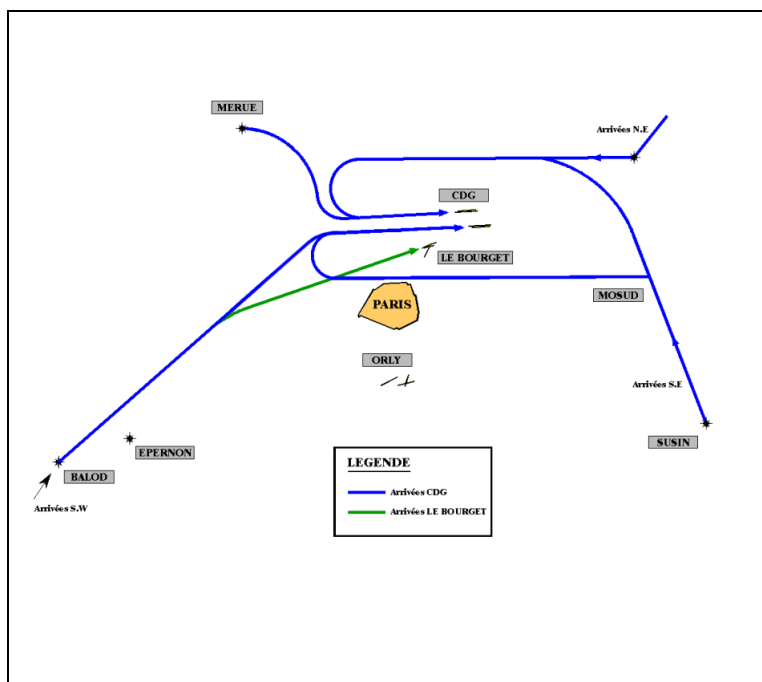 MERUE
Arrivées N.E
CDG
LE BOURGET
MOSUD
PARIS
ORLY
Arrivées S.E
SUSIN
EPERNON
BALOD
Arrivées S.W
LEGENDE
Arrivées CDG
Arrivées LE BOURGET